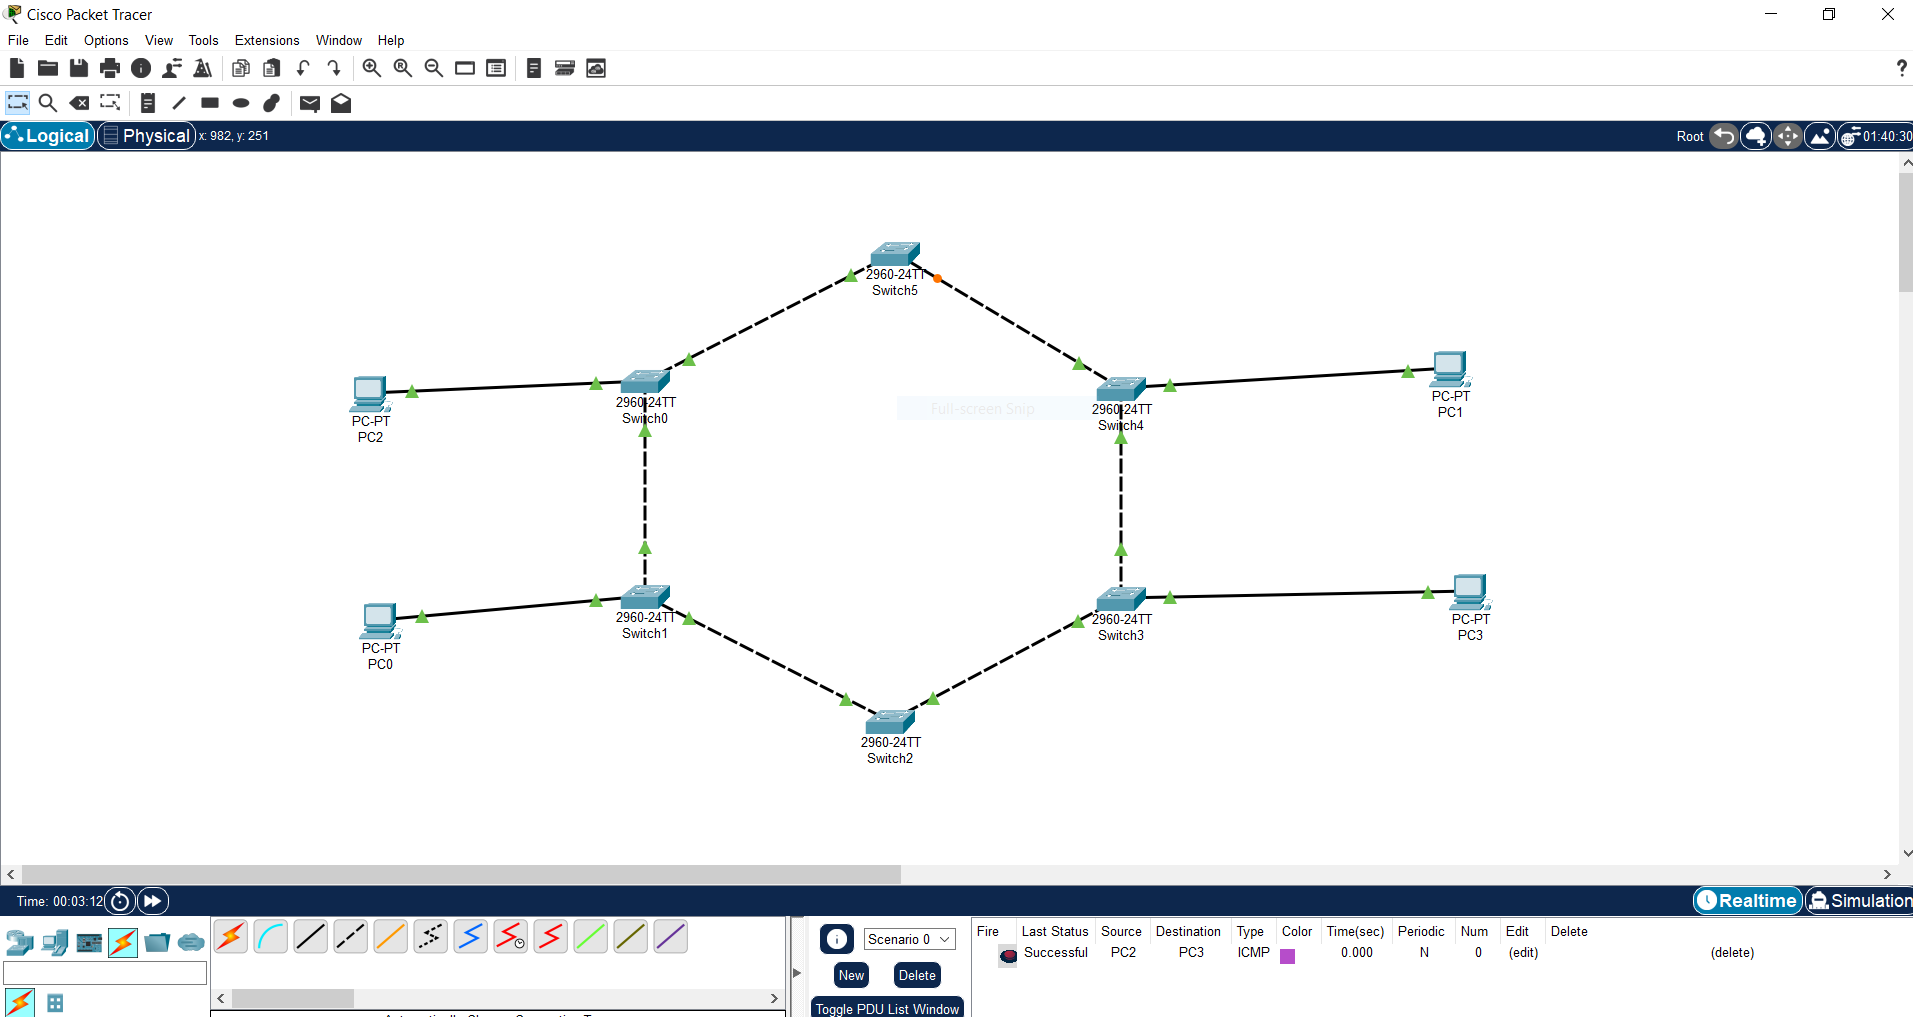 Cisco Packet Tracer
File Edit Options View Tools Extensions Window Help
?
Logical Physical x: 982, y: 251 Root 01:40:30
2960-24TT
Switch5
2960-24TT
Switch0
PC-PT
PC2
Full-screen Snip
2960-24TT
Switch4
PC-PT
PC1
2960-24TT
Switch1
PC-PT
PC0
2960-24TT
Switch3
PC-PT
PC3
2960-24TT
Switch2
Time: 00:03:12 Realtime Simulation
Scenario 0
New Delete
Toggle PDU List Window
Fire Last Status Source Destination Type Color Time(sec) Periodic Num Edit Delete
Successful PC2 PC3 ICMP 0.000 N 0 (edit) (delete)